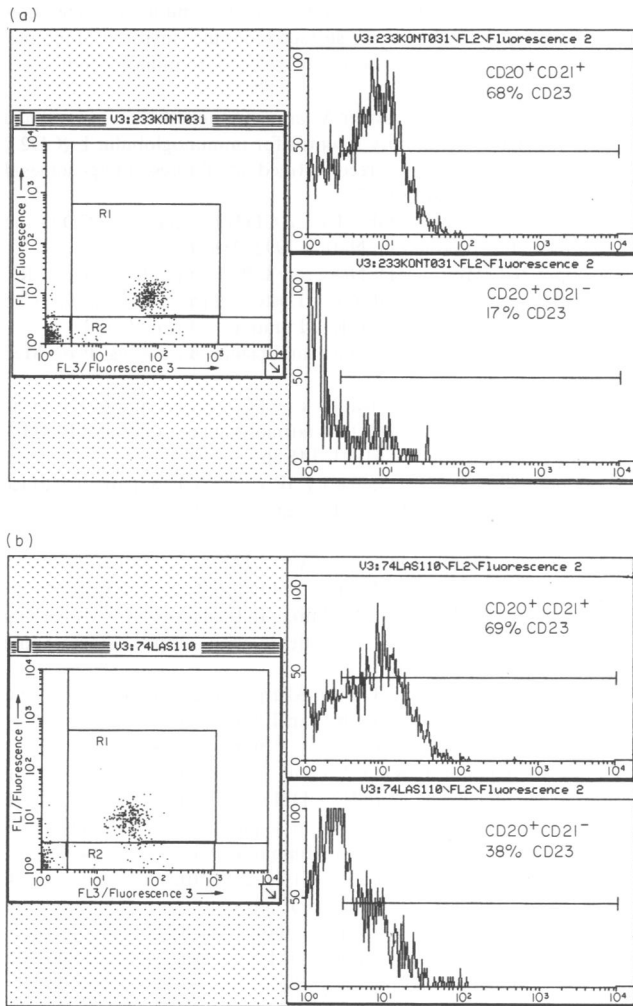 (a)
V3:233KONT031\FL2\Fluorescence 2
CD20+CD21+
68% CD23
100
50
0
10⁰ 10¹ 10² 10³ 10⁴
V3:233KONT031
FL1/Fluorescence 1
10⁴
10³
10²
10¹
10⁰
R1
R2
10⁰ 10¹ 10² 10³ 10⁴
FL3/Fluorescence 3
V3:233KONT031\FL2\Fluorescence 2
CD20+CD21-
17% CD23
100
50
0
10⁰ 10¹ 10² 10³ 10⁴
(b)
V3:74LAS110\FL2\Fluorescence 2
CD20+CD21+
69% CD23
100
50
0
10⁰ 10¹ 10² 10³ 10⁴
V3:74LAS110
FL1/Fluorescence 1
10⁴
10³
10²
10¹
10⁰
R1
R2
10⁰ 10¹ 10² 10³ 10⁴
FL3/Fluorescence 3
V3:74LAS110\FL2\Fluorescence 2
CD20+CD21-
38% CD23
100
50
0
10⁰ 10¹ 10² 10³ 10⁴